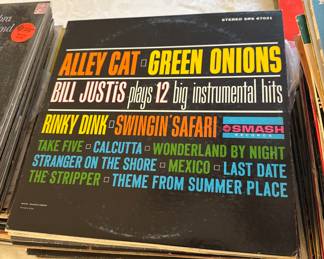 STEREO SRS 67021
ALLEY CAT GREEN ONIONS
BILL JUSTIS plays 12 big instrumental hits
RINKY DINK SWINGIN' SAFARI SMASH
RECORDS
TAKE FIVE CALCUTTA WONDERLAND BY NIGHT
STRANGER ON THE SHORE MEXICO LAST DATE
THE STRIPPER THEME FROM SUMMER PLACE